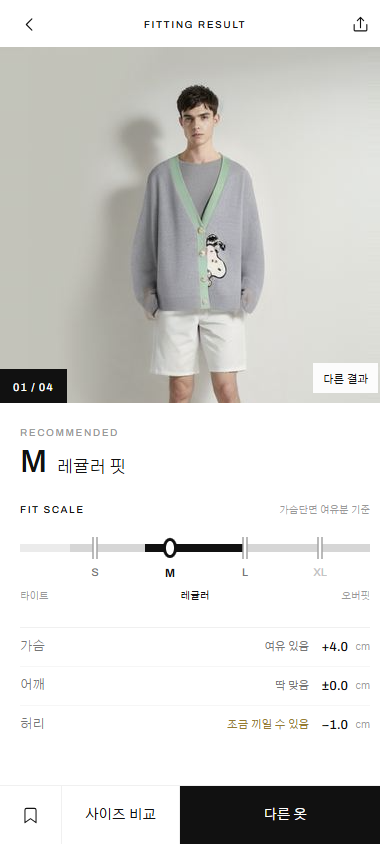 FITTING RESULT
01 / 04
다른 결과
RECOMMENDED
M 레귤러 핏
FIT SCALE 가슴단면 여유분 기준
S M L XL
타이트 레귤러 오버핏
가슴 여유 있음 +4.0 cm
어깨 딱 맞음 ±0.0 cm
허리 조금 끼일 수 있음 −1.0 cm
사이즈 비교 다른 옷